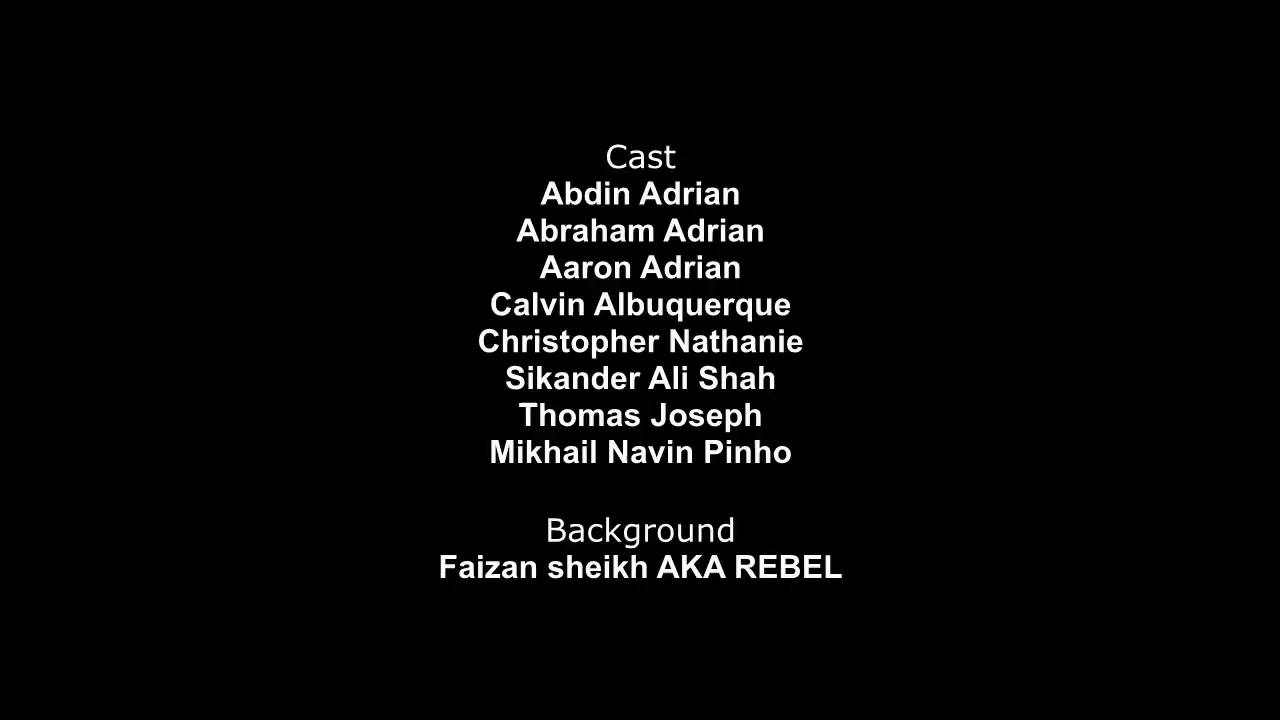 Cast
Abdin Adrian
Abraham Adrian
Aaron Adrian
Calvin Albuquerque
Christopher Nathanie
Sikander Ali Shah
Thomas Joseph
Mikhail Navin Pinho
Background
Faizan sheikh AKA REBEL